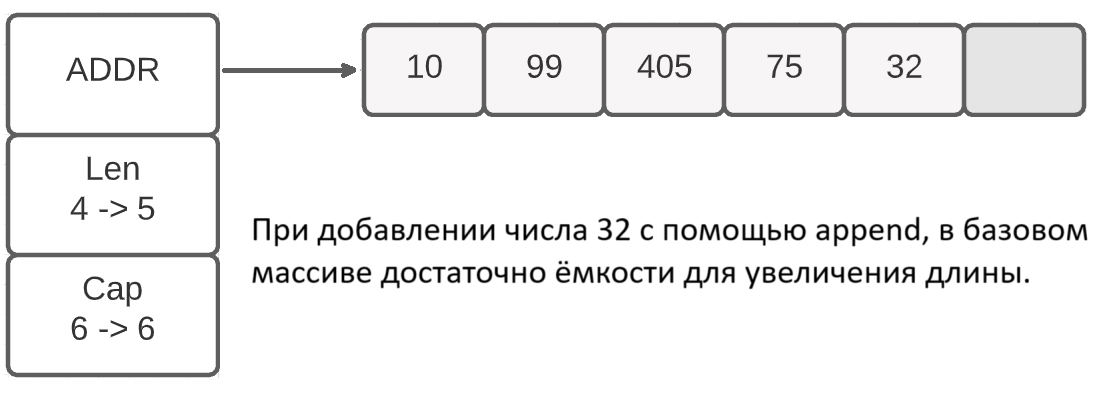 ADDR
10
99
405
75
32
Len
4 -> 5
Cap
6 -> 6
При добавлении числа 32 с помощью append, в базовом
массиве достаточно ёмкости для увеличения длины.